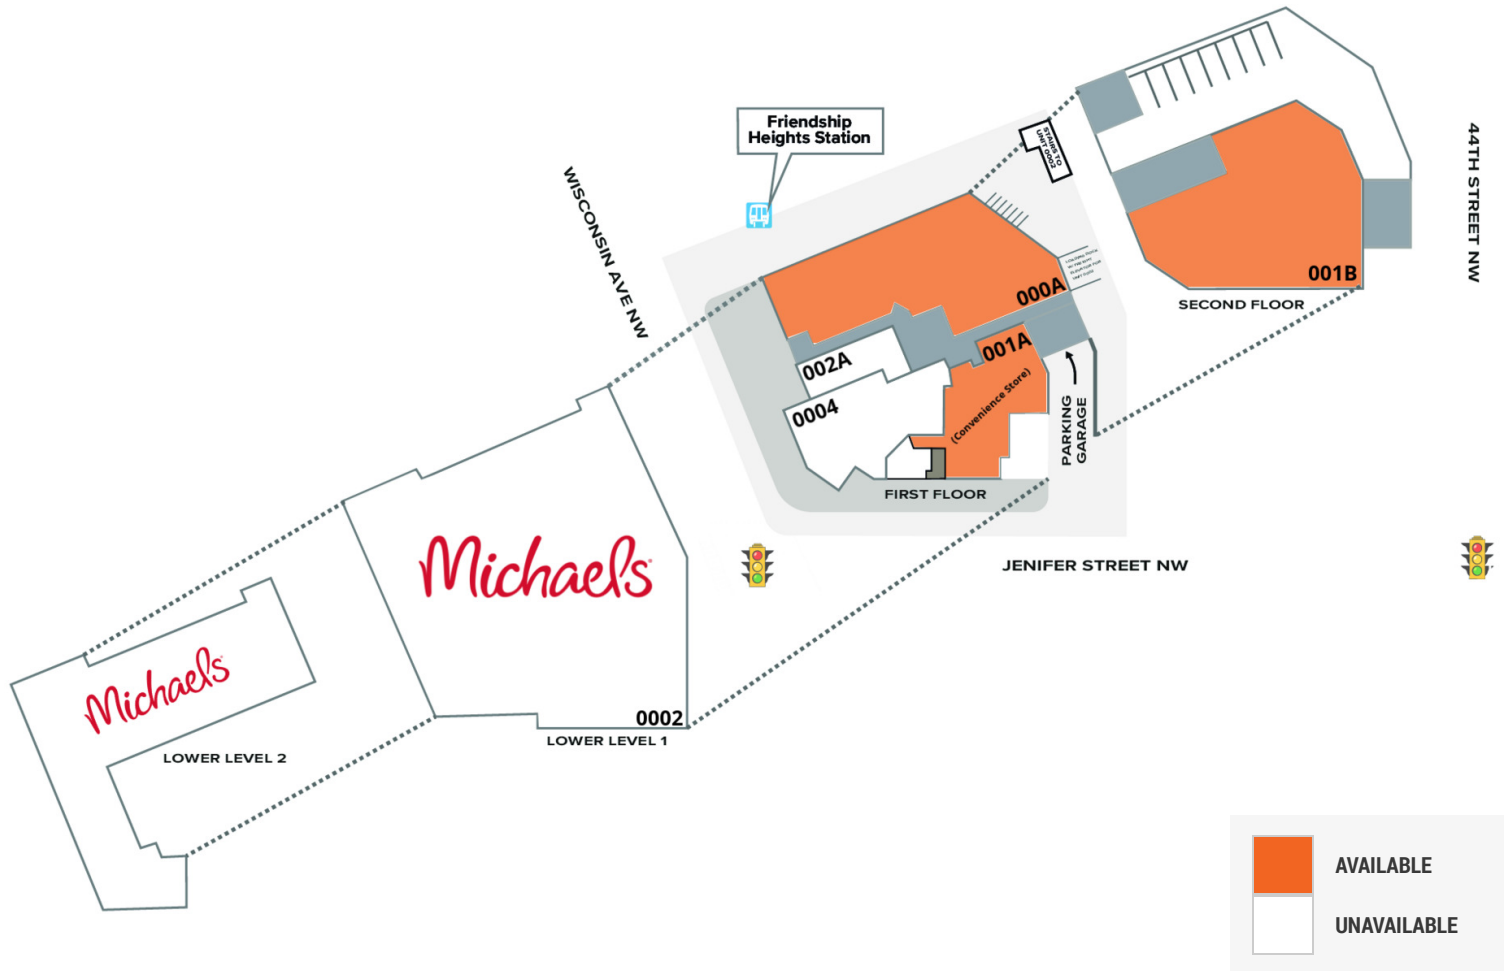 Friendship
Heights Station
WISCONSIN AVE NW
STAIRS TO
UNIT 0002
44TH STREET NW
000A
001B
SECOND FLOOR
001A
002A
(Convenience Store)
0004
PARKING
GARAGE
FIRST FLOOR
JENIFER STREET NW
Michaels
0002
LOWER LEVEL 1
Michaels
LOWER LEVEL 2
AVAILABLE
UNAVAILABLE